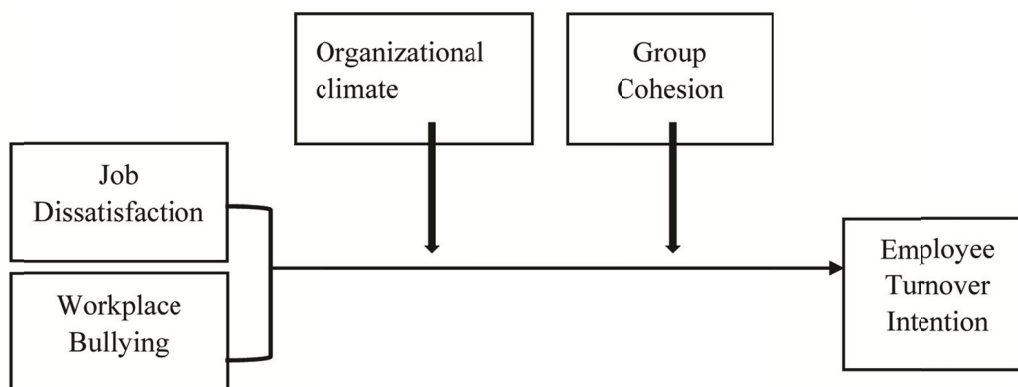 Organizational
climate
Group
Cohesion
Job
Dissatisfaction
Workplace
Bullying
Employee
Turnover
Intention